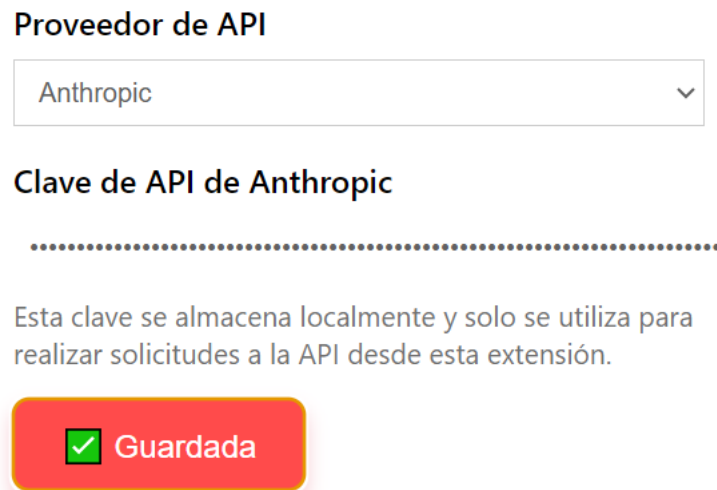 Proveedor de API
Anthropic
Clave de API de Anthropic
Esta clave se almacena localmente y solo se utiliza para
realizar solicitudes a la API desde esta extensión.
✅ Guardada